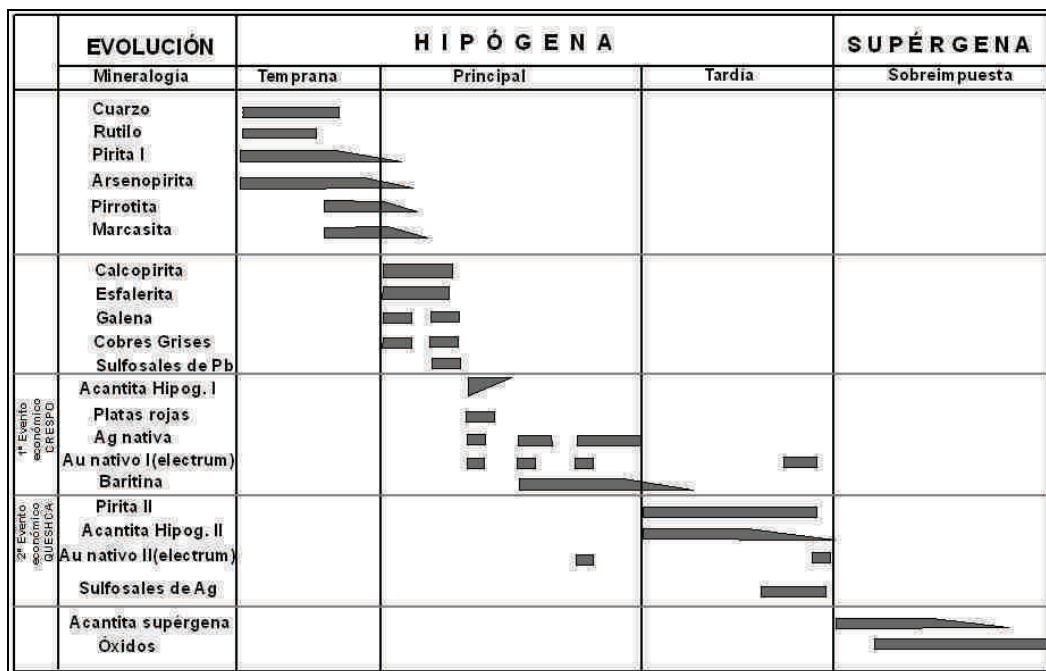 EVOLUCIÓN
HIPÓGENA
SUPÉRGENA
Mineralogía
Temprana
Principal
Tardía
Sobreimpuesta
Cuarzo
Rutilo
Pirita I
Arsenopirita
Pirrotita
Marcasita
Calcopirita
Esfalerita
Galena
Cobres Grises
Sulfosales de Pb
1º Evento
económico
CRESPO
Acantita Hipog. I
Platas rojas
Ag nativa
Au nativo I(electrum)
Baritina
2º Evento
económico
QUESHCA
Pirita II
Acantita Hipog. II
Au nativo II(electrum)
Sulfosales de Ag
Acantita supérgena
Óxidos